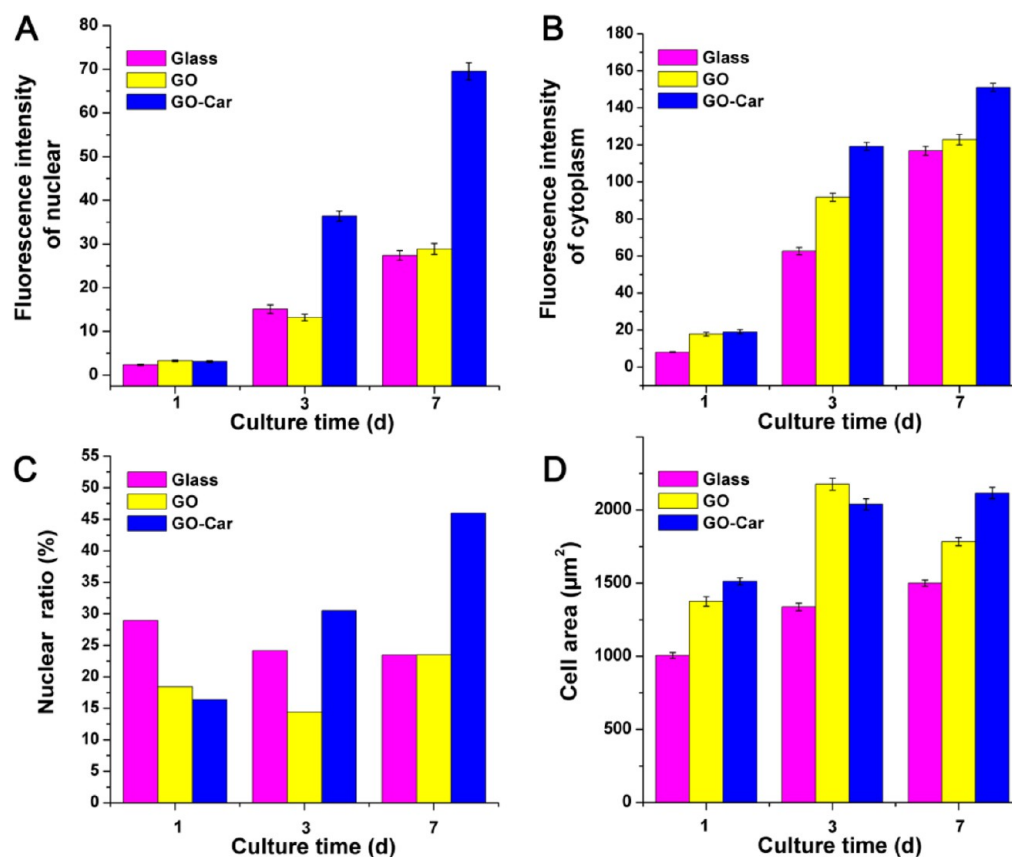 A
Fluorescence intensity
of nuclear
80
70
60
50
40
30
20
10
0
Glass
GO
GO-Car
1
3
7
Culture time (d)
B
Fluorescence intensity
of cytoplasm
180
160
140
120
100
80
60
40
20
0
Glass
GO
GO-Car
1
3
7
Culture time (d)
C
Nuclear ratio (%)
55
50
45
40
35
30
25
20
15
10
5
0
Glass
GO
GO-Car
1
3
7
Culture time (d)
D
Cell area (μm²)
2000
1500
1000
500
0
Glass
GO
GO-Car
1
3
7
Culture time (d)